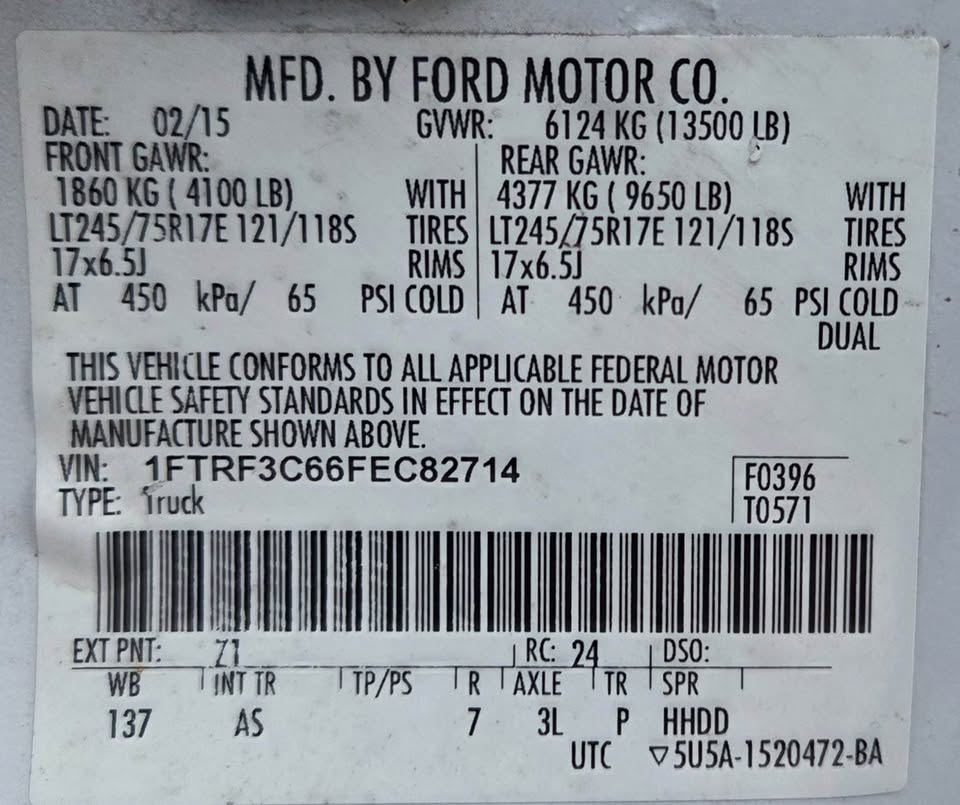 MFD. BY FORD MOTOR CO.
DATE: 02/15 GVWR: 6124 KG (13500 LB)
FRONT GAWR: REAR GAWR:
1860 KG ( 4100 LB) WITH 4377 KG ( 9650 LB) WITH
LT245/75R17E 121/118S TIRES LT245/75R17E 121/118S TIRES
17x6.5J RIMS 17x6.5J RIMS
AT 450 kPa/ 65 PSI COLD AT 450 kPa/ 65 PSI COLD
DUAL
THIS VEHICLE CONFORMS TO ALL APPLICABLE FEDERAL MOTOR
VEHICLE SAFETY STANDARDS IN EFFECT ON THE DATE OF
MANUFACTURE SHOWN ABOVE.
VIN: 1FTRF3C66FEC82714 F0396
TYPE: Truck T0571
EXT PNT: Z1 RC: 24 DSO:
WB INT TR TP/PS R AXLE TR SPR
137 AS 7 3L P HHDD
UTC ▽5U5A-1520472-BA